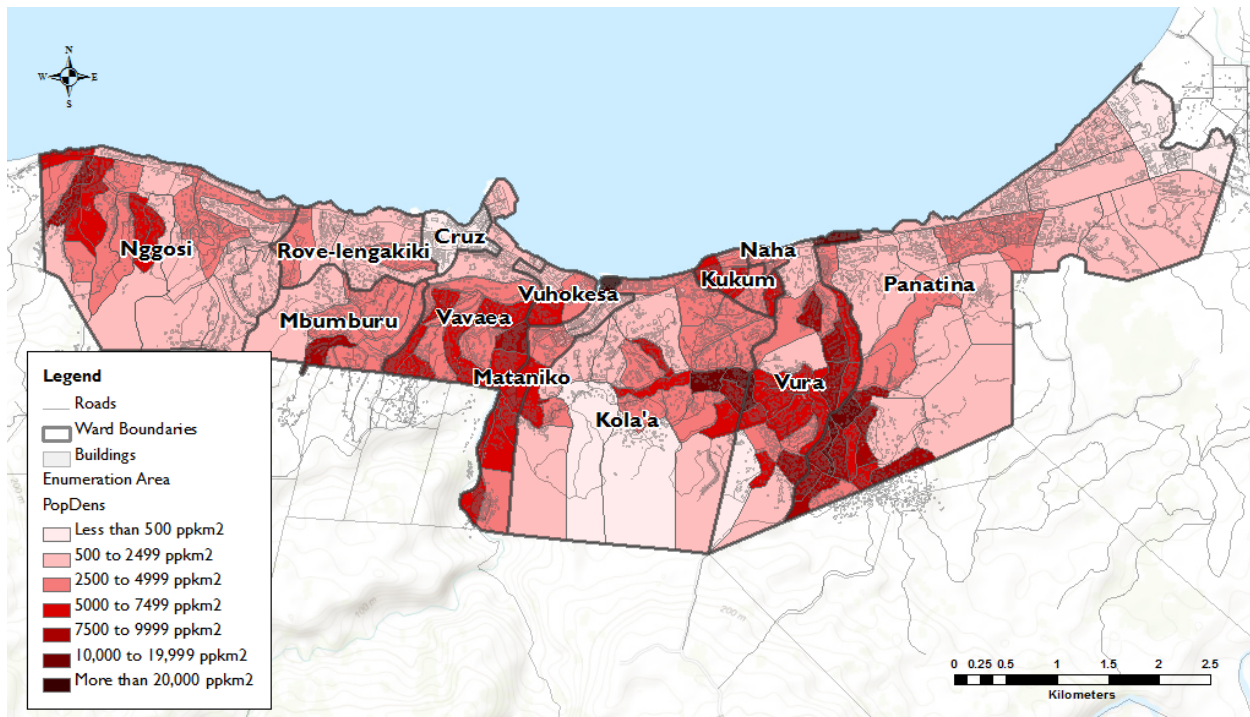 N
W E
S
Nggosi
Rove-lengakiki
Cruz
Naha
Kukum
Panatina
Vuhokesa
Mbumburu
Vavaea
Mataniko
Vura
Kola'a
Legend
Roads
Ward Boundaries
Buildings
Enumeration Area
PopDens
Less than 500 ppkm2
500 to 2499 ppkm2
2500 to 4999 ppkm2
5000 to 7499 ppkm2
7500 to 9999 ppkm2
10,000 to 19,999 ppkm2
More than 20,000 ppkm2
200 m
0 0.25 0.5 1 1.5 2 2.5
Kilometers